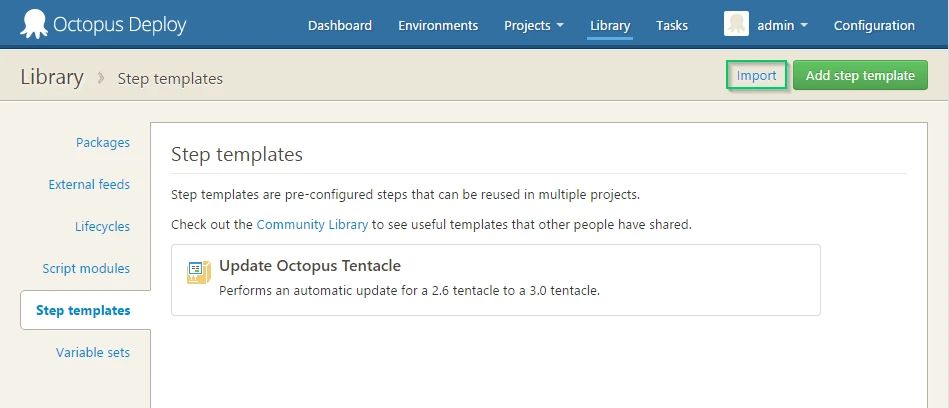 Octopus Deploy Dashboard Environments Projects Library Tasks admin Configuration
Library › Step templates Import Add step template
Packages
External feeds
Lifecycles
Script modules
Step templates
Variable sets
Step templates
Step templates are pre-configured steps that can be reused in multiple projects.
Check out the Community Library to see useful templates that other people have shared.
Update Octopus Tentacle
Performs an automatic update for a 2.6 tentacle to a 3.0 tentacle.